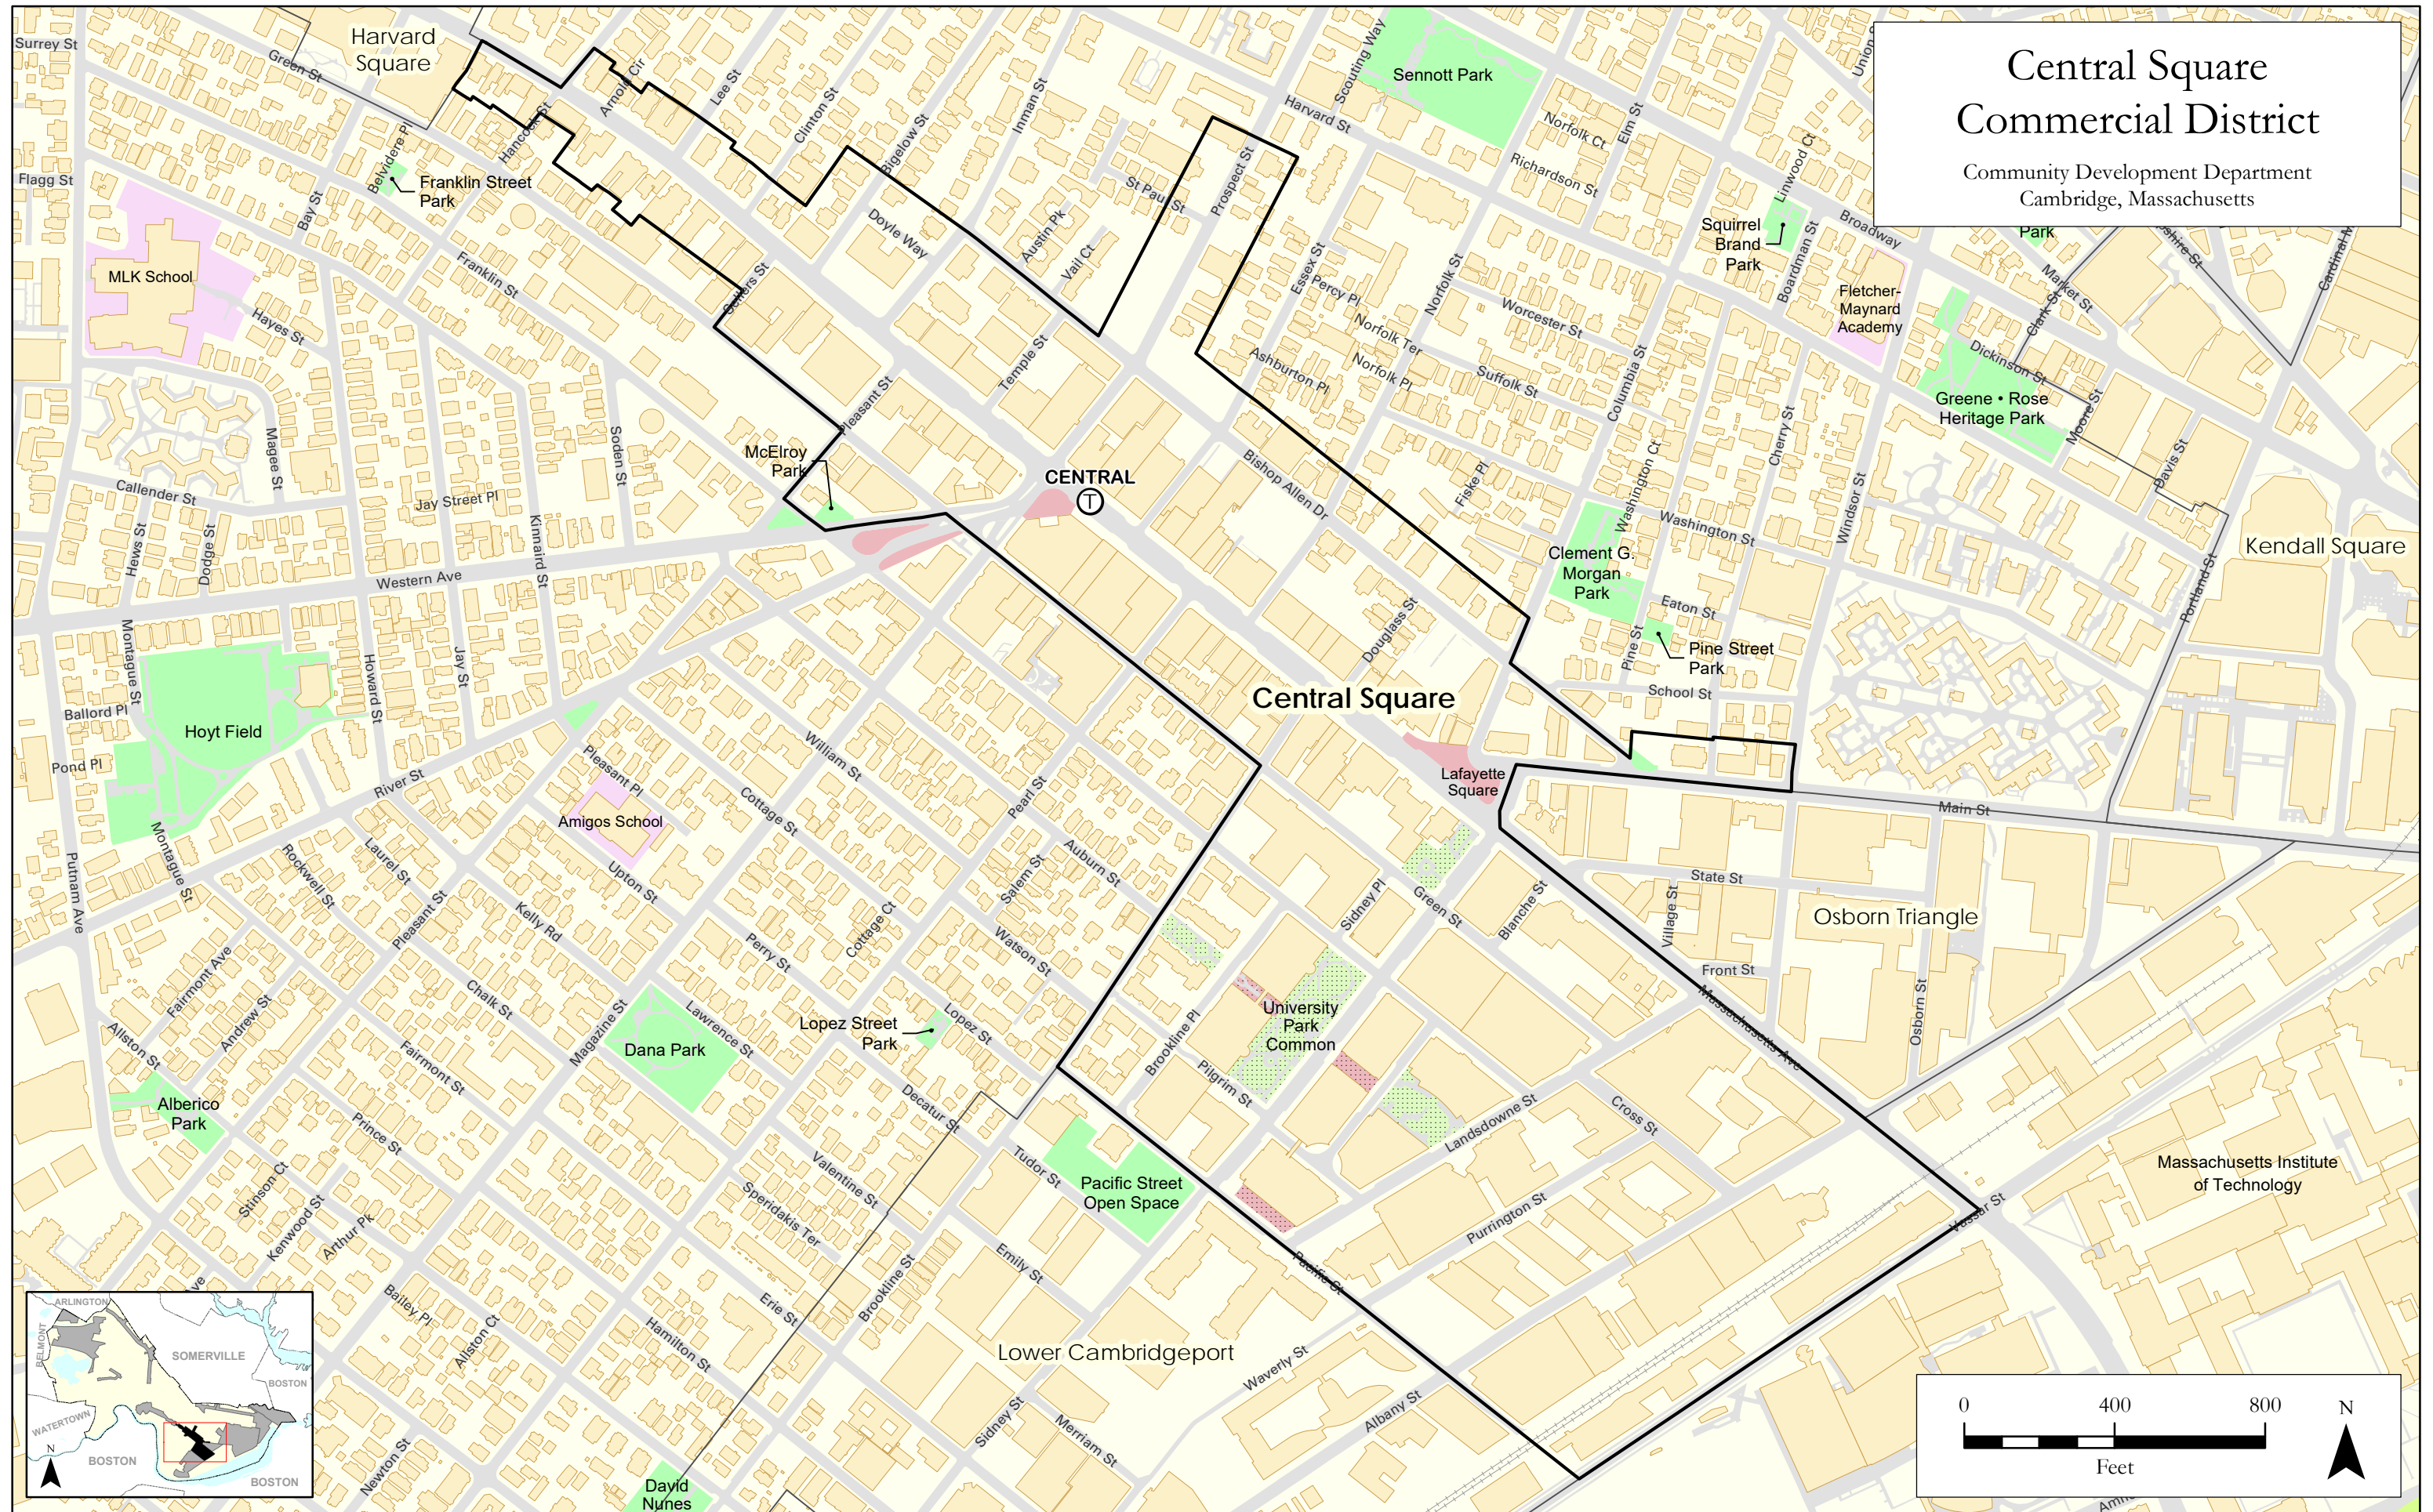 Central Square
Commercial District
Community Development Department
Cambridge, Massachusetts
Surrey St
Green St
Harvard
Square
Arnold Cir
Lee St
Clinton St
Bigelow St
Inman St
Scouting Way
Sennott Park
Harvard St
Norfolk Ct
Elm St
Richardson St
Linwood Ct
Broadway
Park
Flagg St
Belvidere Pl
Hancock St
Franklin Street
Park
Bay St
St Paul St
Prospect St
Austin Pk
Vail Ct
Doyle Way
Squirrel
Brand
Park
Boardman St
Market St
Clark St
MLK School
Hayes St
Franklin St
Sellers St
Essex St
Percy Pl
Norfolk St
Norfolk Ter
Norfolk Pl
Worcester St
Suffolk St
Columbia St
Fletcher-
Maynard
Academy
Dickinson St
Greene • Rose
Heritage Park
Moore St
Davis St
Temple St
Ashburton Pl
Pleasant St
Cherry St
Windsor St
Magee St
Soden St
Callender St
Jay Street Pl
Hews St
Dodge St
Kinnaird St
McElroy
Park
CENTRAL
T
Bishop Allen Dr
Fiske Pl
Washington Ct
Washington St
Clement G.
Morgan
Park
Kendall Square
Portland St
Western Ave
Eaton St
Pine St
Pine Street
Park
School St
Douglass St
Central Square
Lafayette
Square
Main St
Montague St
Howard St
Jay St
Ballord Pl
Hoyt Field
Pond Pl
River St
Pleasant Pl
Amigos School
Upton St
William St
Cottage St
Pearl St
Auburn St
Salem St
Watson St
Cottage Ct
Perry St
Kelly Rd
Putnam Ave
Montague St
Rockwell St
Laurel St
Pleasant St
Sidney Pl
Green St
Blanche St
State St
Village St
Osborn Triangle
Front St
Massachusetts Ave
Osborn St
Fairmont Ave
Andrew St
Allston St
Chalk St
Fairmont St
Magazine St
Dana Park
Lawrence St
Lopez Street
Park
Lopez St
Decatur St
Brookline Pl
Pilgrim St
University
Park
Common
Landsdowne St
Cross St
Alberico
Park
Prince St
Stinson Ct
Kenwood St
Arthur Pk
Valentine St
Speridakis Ter
Tudor St
Pacific Street
Open Space
Pacific St
Purrington St
Vassar St
Massachusetts Institute
of Technology
Brookline St
Emily St
Erie St
Bailey Pl
Allston Ct
Hamilton St
Lower Cambridgeport
Waverly St
Albany St
Sidney St
Merriam St
Newton St
David
Nunes
ARLINGTON
BELMONT
SOMERVILLE
BOSTON
WATERTOWN
N
BOSTON
BOSTON
0 400 800
Feet
N